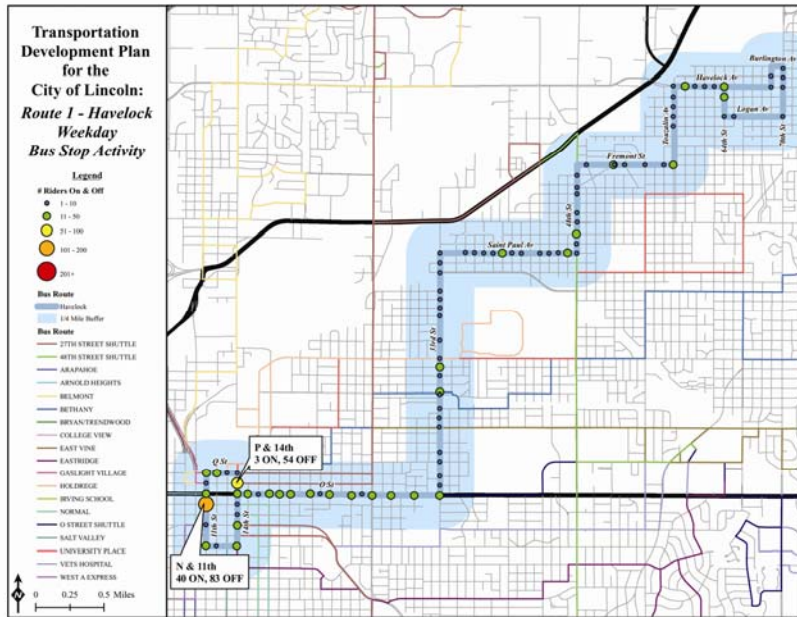 Transportation
Development Plan
for the
City of Lincoln:
Route 1 - Havelock
Weekday
Bus Stop Activity
Legend
# Riders On & Off
1 - 10
11 - 50
51 - 100
101 - 200
201+
Bus Route
Havelock
1/4 Mile Buffer
Bus Route
27TH STREET SHUTTLE
48TH STREET SHUTTLE
ARAPAHOE
ARNOLD HEIGHTS
BELMONT
BETHANY
BRYAN/TRENDWOOD
COLLEGE VIEW
EAST VINE
EASTRIDGE
GASLIGHT VILLAGE
HOLDREGE
IRVING SCHOOL
NORMAL
O STREET SHUTTLE
SALT VALLEY
UNIVERSITY PLACE
VETS HOSPITAL
WEST A EXPRESS
N
0 0.25 0.5 Miles
Burlington Av
Havelock Av
Logan Av
Touzalin Av
64th St
70th St
Fremont St
48th St
Saint Paul Av
33rd St
P & 14th
3 ON, 54 OFF
Q St
O St
11th St
14th St
N & 11th
40 ON, 83 OFF